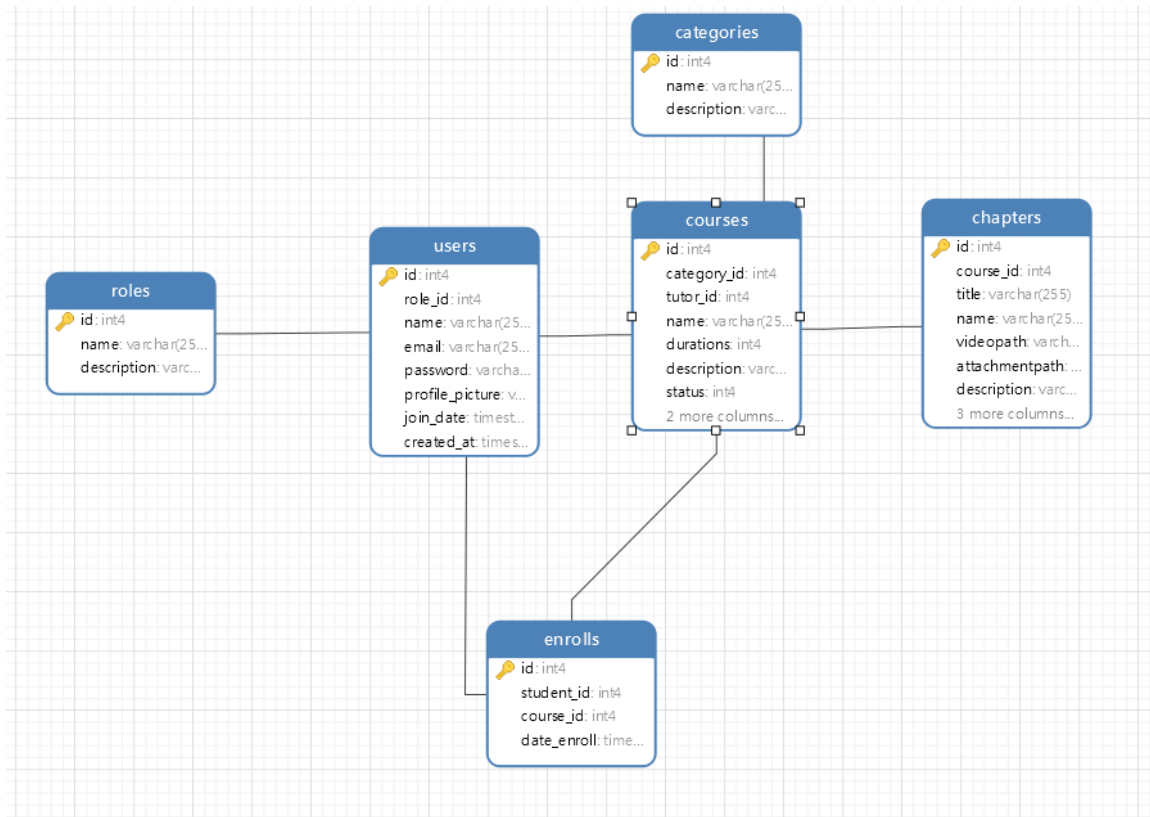 categories
id: int4
name: varchar(25...
description: varc...
courses
id: int4
category_id: int4
tutor_id: int4
name: varchar(25...
durations: int4
description: varc...
status: int4
2 more columns...
chapters
id: int4
course_id: int4
title: varchar(255)
name: varchar(25...
videopath: varch...
attachmentpath: ...
description: varc...
3 more columns...
users
id: int4
role_id: int4
name: varchar(25...
email: varchar(25...
password: varcha...
profile_picture: v...
join_date: timest...
created_at: times...
roles
id: int4
name: varchar(25...
description: varc...
enrolls
id: int4
student_id: int4
course_id: int4
date_enroll: time...